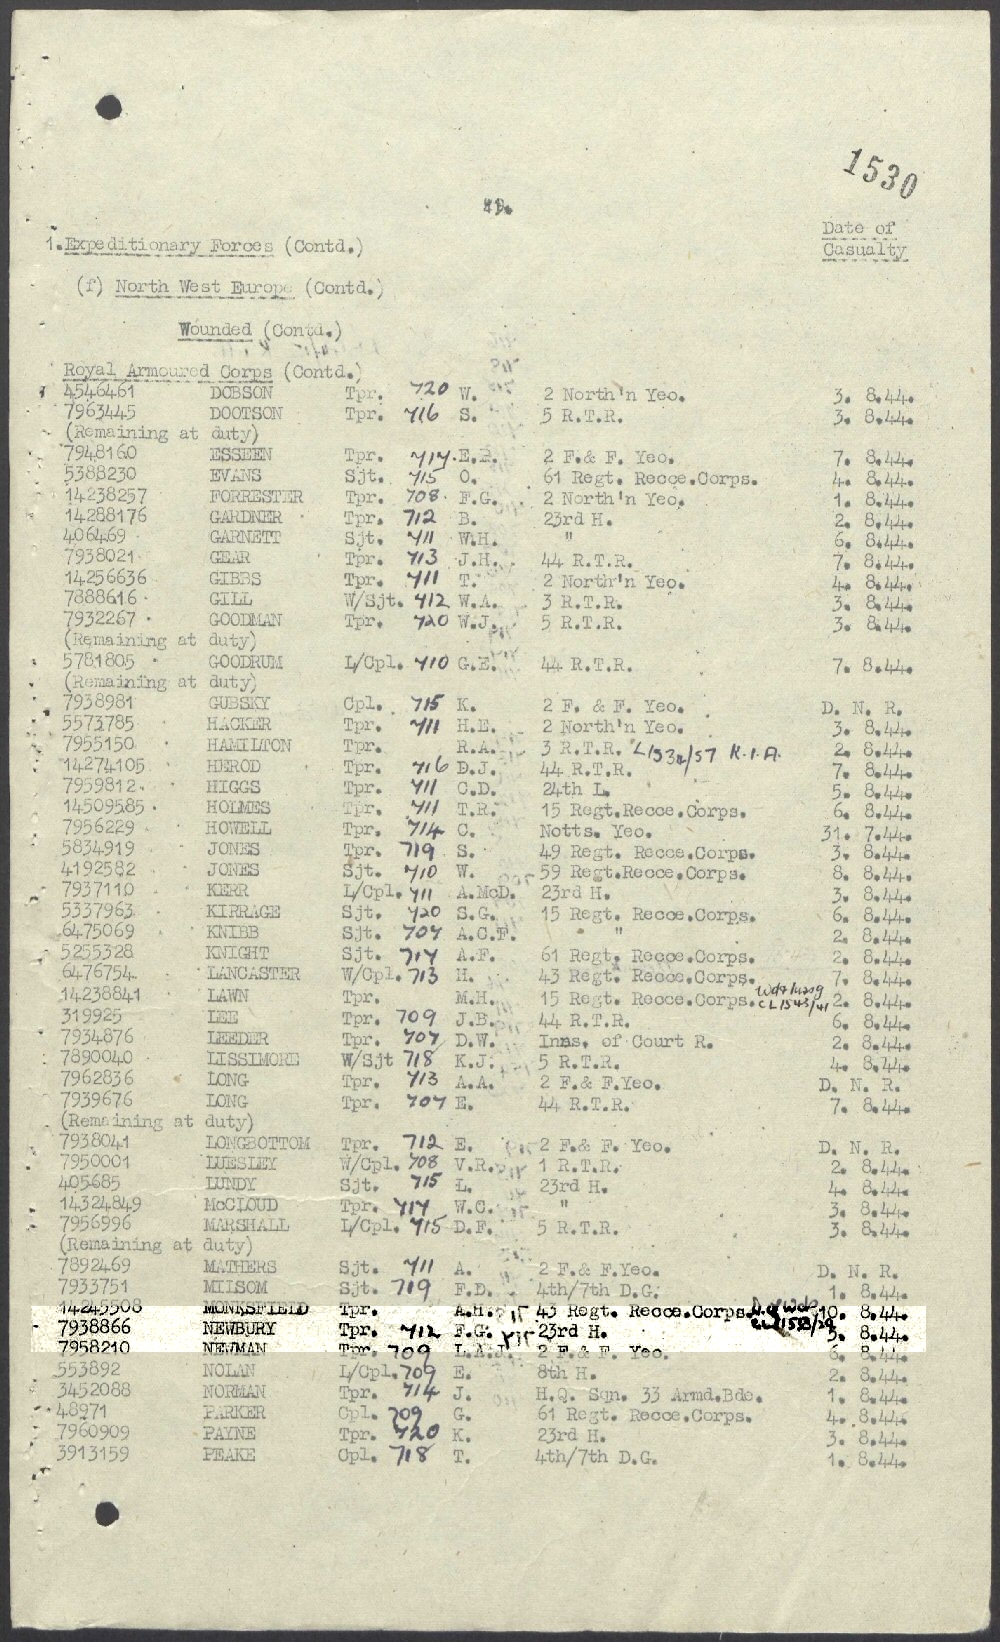 1530
Date of
Casualty
1. Expeditionary Forces (Contd.)
(f) North West Europe (Contd.)
Wounded (Contd.)
Royal Armoured Corps (Contd.)
4546461 DOBSON Tpr. 720 W. 2 North'n Yeo. 3. 8.44.
7963445 DOOTSON Tpr. 716 S. 5 R.T.R. 3. 8.44.
(Remaining at duty)
7948160 ESSEEN Tpr. 717 E.R. 2 F.& F. Yeo. 7. 8.44.
5388230 EVANS Sjt. 715 O. 61 Regt. Recce.Corps. 4. 8.44.
14238257 FORRESTER Tpr. 708 F.G. 2 North'n Yeo. 1. 8.44.
14288176 GARDNER Tpr. 712 B. 23rd H. 2. 8.44.
406469 GARNETT Sjt. 711 W.H. " 6. 8.44.
7938021 GEAR Tpr. 713 J.H. 44 R.T.R. 7. 8.44.
14256636 GIBBS Tpr. 711 T. 2 North'n Yeo. 4. 8.44.
7888616 GILL W/Sjt. 712 W.A. 3 R.T.R. 3. 8.44.
7932267 GOODMAN Tpr. 720 W.J. 5 R.T.R. 3. 8.44.
(Remaining at duty)
5781805 GOODRUM L/Cpl. 710 G.E. 44 R.T.R. 7. 8.44.
(Remaining at duty)
7938981 GUBSKY Cpl. 715 K. 2 F. & F. Yeo. D. N. R.
5573785 HACKER Tpr. 711 H.E. 2 North'n Yeo. 3. 8.44.
7955150 HAMILTON Tpr. R.A. 3 R.T.R. K.I.A. 2. 8.44.
14274105 HEROD Tpr. 716 D.J. 44 R.T.R. 7. 8.44.
7959812 HIGGS Tpr. 711 C.D. 24th L. 5. 8.44.
14509585 HOLMES Tpr. 711 T.R. 15 Regt.Recce.Corps. 6. 8.44.
7956229 HOWELL Tpr. 714 C. Notts. Yeo. 31. 7.44.
5834919 JONES Tpr. 719 S. 49 Regt. Recce.Corps. 3. 8.44.
4192582 JONES Sjt. 710 W. 59 Regt.Recce.Corps. 8. 8.44.
7937110 KERR L/Cpl. 711 A.McD. 23rd H. 3. 8.44.
5337963 KIRRAGE Sjt. 720 S.G. 15 Regt. Recce.Corps. 6. 8.44.
6475069 KNIBB Sjt. 707 A.C.F. " 2. 8.44.
5255328 KNIGHT Sjt. 717 A.F. 61 Regt. Recce.Corps. 2. 8.44.
6476754 LANCASTER W/Cpl. 713 H. 43 Regt. Recce.Corps. 7. 8.44.
14238841 LAWN Tpr. M.H. 15 Regt. Recce.Corps. CL1543/41 2. 8.44.
319925 LEE Tpr. 709 J.B. 44 R.T.R. 6. 8.44.
7934876 LEEDER Tpr. 707 D.W. Inns. of Court R. 2. 8.44.
7890040 LISSIMORE W/Sjt 718 K.J. 5 R.T.R. 4. 8.44.
7962836 LONG Tpr. 713 A.A. 2 F.& F.Yeo. D. N. R.
7939676 LONG Tpr. 707 E. 44 R.T.R. 7. 8.44.
(Remaining at duty)
7938041 LONGBOTTOM Tpr. 712 E. 2 F.& F. Yeo. D. N. R.
7950001 LUESLEY W/Cpl. 708 V.R. 1 R.T.R. 2. 8.44.
405685 LUNDY Sjt. 715 L. 23rd H. 4. 8.44.
14324849 McCLOUD Tpr. 717 W.C. " 3. 8.44.
7956996 MARSHALL L/Cpl. 715 D.F. 5 R.T.R. 3. 8.44.
(Remaining at duty)
7892469 MATHERS Sjt. 711 A. 2 F.& F.Yeo. D. N. R.
7933751 MILSOM Sjt. 719 F.D. 4th/7th D.G. 1. 8.44.
14245508 MONKSFIELD Tpr. A.H. 43 Regt. Recce.Corps. 10. 8.44.
7938866 NEWBURY Tpr. 712 F.G. 23rd H. 5. 8.44.
7958210 NEWMAN Tpr. 709 L.A.J. 2 F.& F. Yeo. 6. 8.44.
553892 NOLAN L/Cpl. 709 E. 8th H. 2. 8.44.
3452088 NORMAN Tpr. 714 J. H.Q. Sqn. 33 Armd.Bde. 1. 8.44.
48971 PARKER Cpl. 709 G. 61 Regt. Recce.Corps. 4. 8.44.
7960909 PAYNE Tpr. 720 K. 23rd H. 3. 8.44.
3913159 PEAKE Cpl. 718 T. 4th/7th D.G. 1. 8.44.